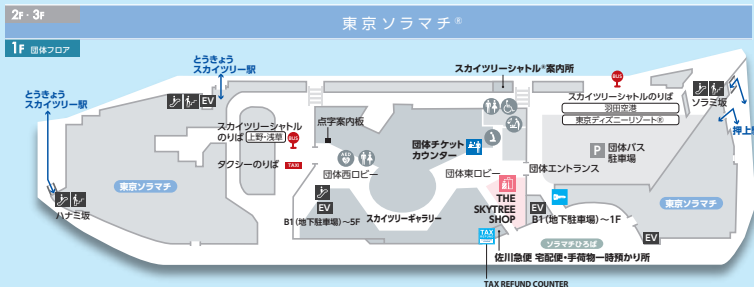 2F・3F
東京ソラマチ®
1F 団体フロア
とうきょう
スカイツリー駅
とうきょう
スカイツリー駅
EV
スカイツリーシャトル®案内所
BUS
スカイツリーシャトルのりば
羽田空港
東京ディズニーリゾート®
ソラミ坂
押上
スカイツリーシャトル
のりば 上野・浅草
BUS
点字案内板
AED
団体チケット
カウンター
P
団体バス
駐車場
タクシーのりば
TAXI
団体西ロビー
団体東ロビー
団体エントランス
東京ソラマチ
ハナミ坂
EV
B1(地下駐車場)~5F
スカイツリーギャラリー
THE
SKYTREE
SHOP
EV
B1(地下駐車場)~1F
東京ソラマチ
TAX
ソラマチひろば
EV
佐川急便 宅配便・手荷物一時預かり所
TAX REFUND COUNTER